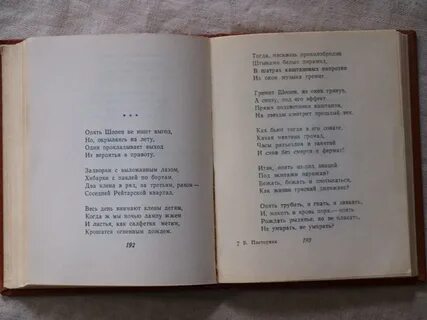 * * *
Опять Шопен не ищет выгод,
Но, окрыляясь на лету,
Один прокладывает выход
Из вероятья в правоту.
Задворки с выломанным лазом,
Хибарки с паклей по бортам.
Два клена в ряд, за третьим, разом —
Соседней Рейтарской квартал.
Весь день внимают клены детям,
Когда ж мы ночью лампу жжем
И листья, как салфетки метим,
Крошатся огненным дождем.
192
Тогда, насквозь проколобродив
Штыками белых пирамид,
В шатрах каштановых напротив
Из окон музыка гремит.
Гремит Шопен, из окон грянув,
А снизу, под его эффект
Прямя подсвечники каштанов,
На звезды смотрит прошлый век.
Как бьют тогда в его сонате,
Качая маятник громад,
Часы разъездов и занятий
И снов без смерти и фермат!
Итак, опять из-под акаций
Под экипажи парижан?
Опять бежать и спотыкаться,
Как жизни тряский дилижанс?
Опять трубить, и гнать, и звякать,
И, мякоть в кровь поря,— опять
Рождать рыданье, но не плакать,
Не умирать, не умирать?
7 Б. Пастернак
193